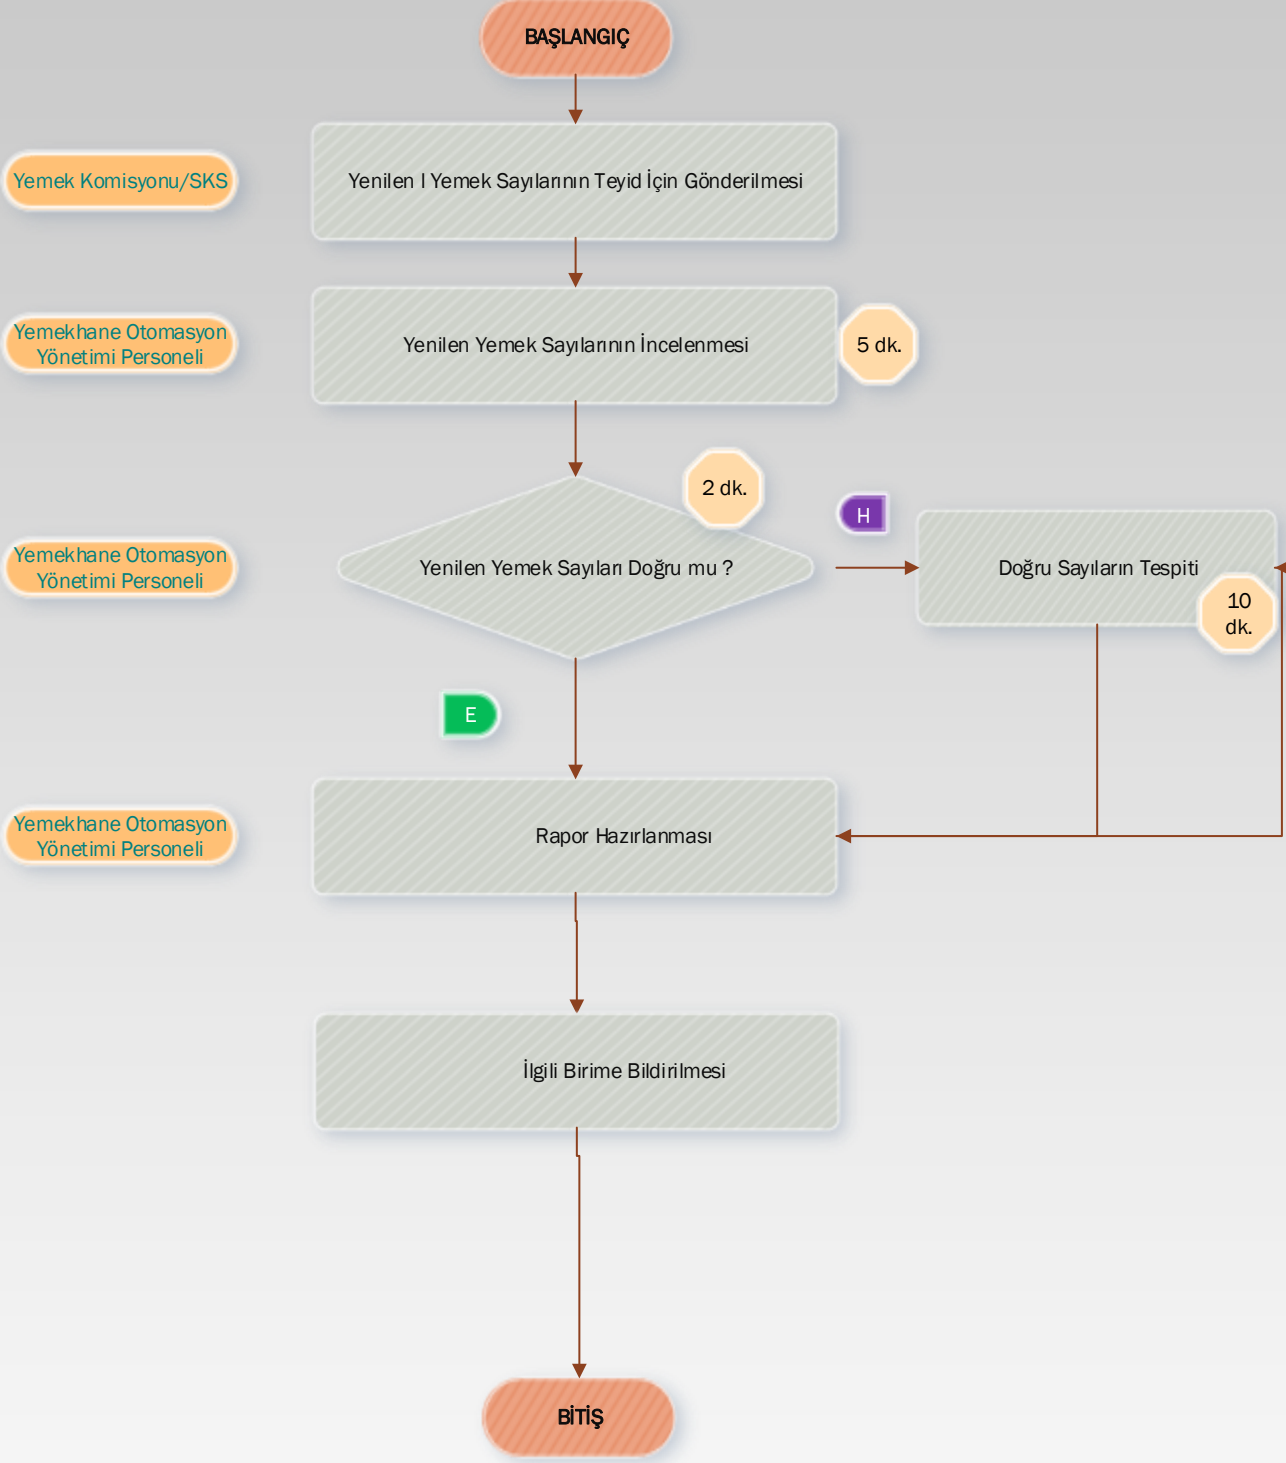 BAŞLANGIÇ
Yemek Komisyonu/SKS
Yenilen I Yemek Sayılarının Teyid İçin Gönderilmesi
Yemekhane Otomasyon
Yönetimi Personeli
Yenilen Yemek Sayılarının İncelenmesi
5 dk.
2 dk.
H
Yemekhane Otomasyon
Yönetimi Personeli
Yenilen Yemek Sayıları Doğru mu ?
Doğru Sayıların Tespiti
10
dk.
E
Yemekhane Otomasyon
Yönetimi Personeli
Rapor Hazırlanması
İlgili Birime Bildirilmesi
BİTİŞ